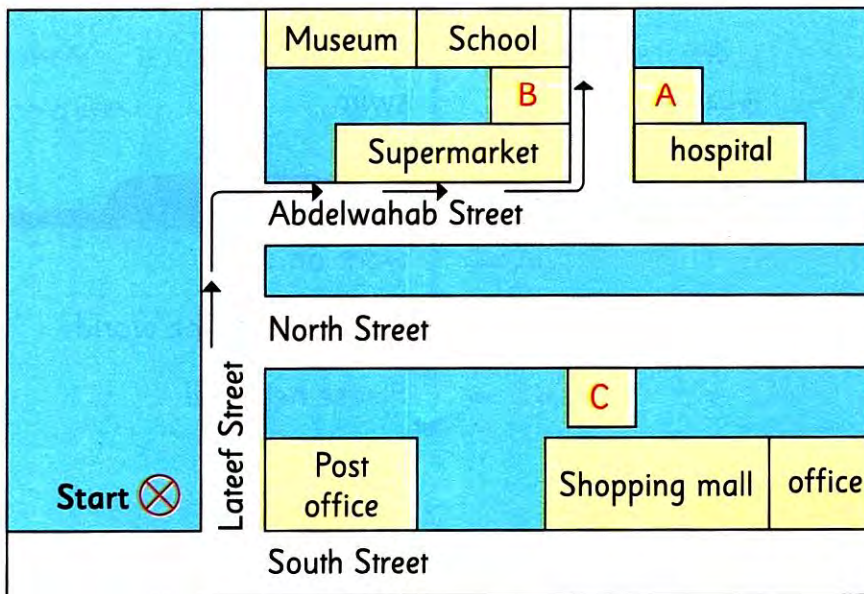 Museum
School
B
A
Supermarket
hospital
Abdelwahab Street
North Street
Lateef Street
C
Start
Post
office
Shopping mall
office
South Street